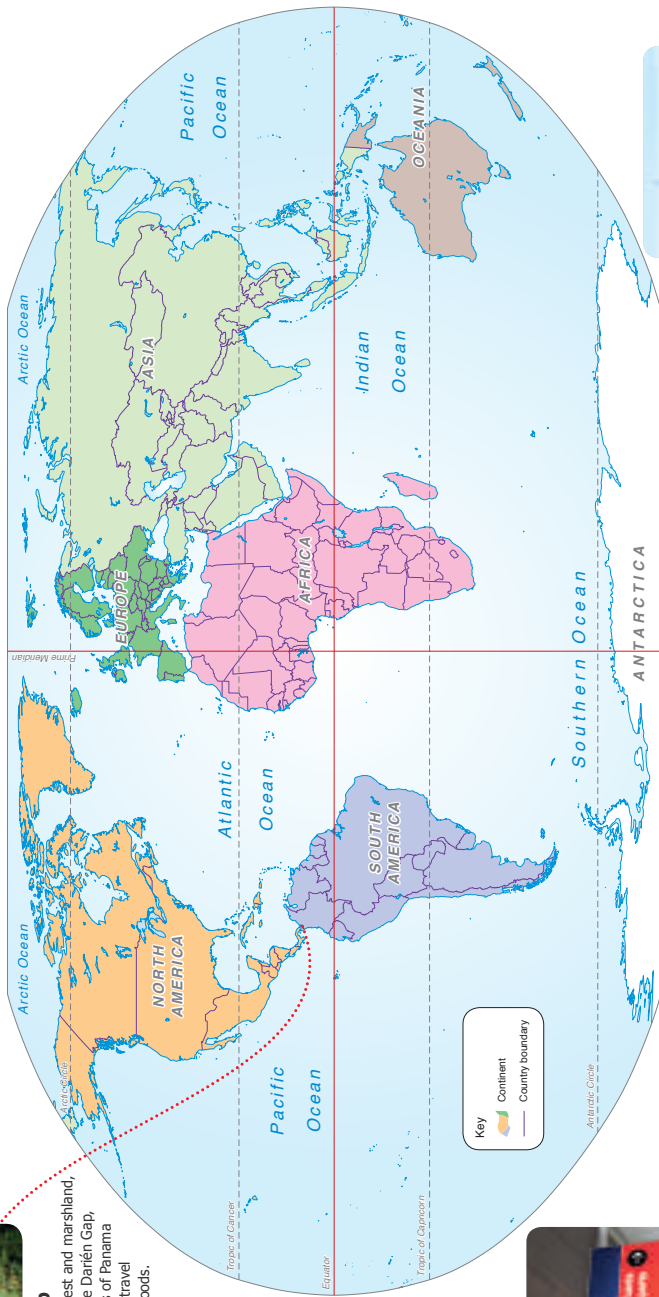 est and marshland,
e Darién Gap,
s of Panama
travel
oods.
Arctic Ocean
Arctic Ocean
Arctic Circle
Prime Meridian
NORTH
AMERICA
EUROPE
ASIA
Pacific
Ocean
Atlantic
Ocean
Pacific
Ocean
Tropic of Cancer
AFRICA
Equator
Indian
Ocean
SOUTH
AMERICA
OCEANIA
Tropic of Capricorn
Key
Continent
Country boundary
Southern Ocean
Antarctic Circle
ANTARCTICA